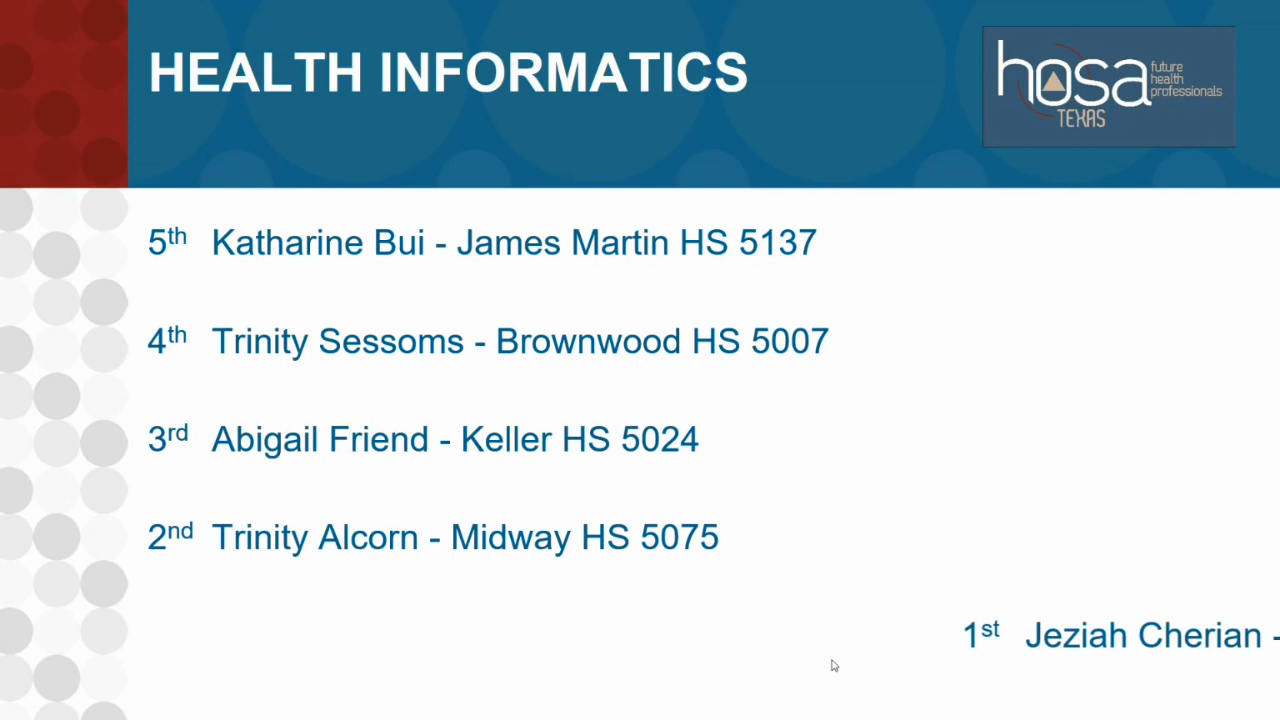 HEALTH INFORMATICS
hosa
future
health
professionals
TEXAS
5th Katharine Bui - James Martin HS 5137
4th Trinity Sessoms - Brownwood HS 5007
3rd Abigail Friend - Keller HS 5024
2nd Trinity Alcorn - Midway HS 5075
1st Jeziah Cherian -